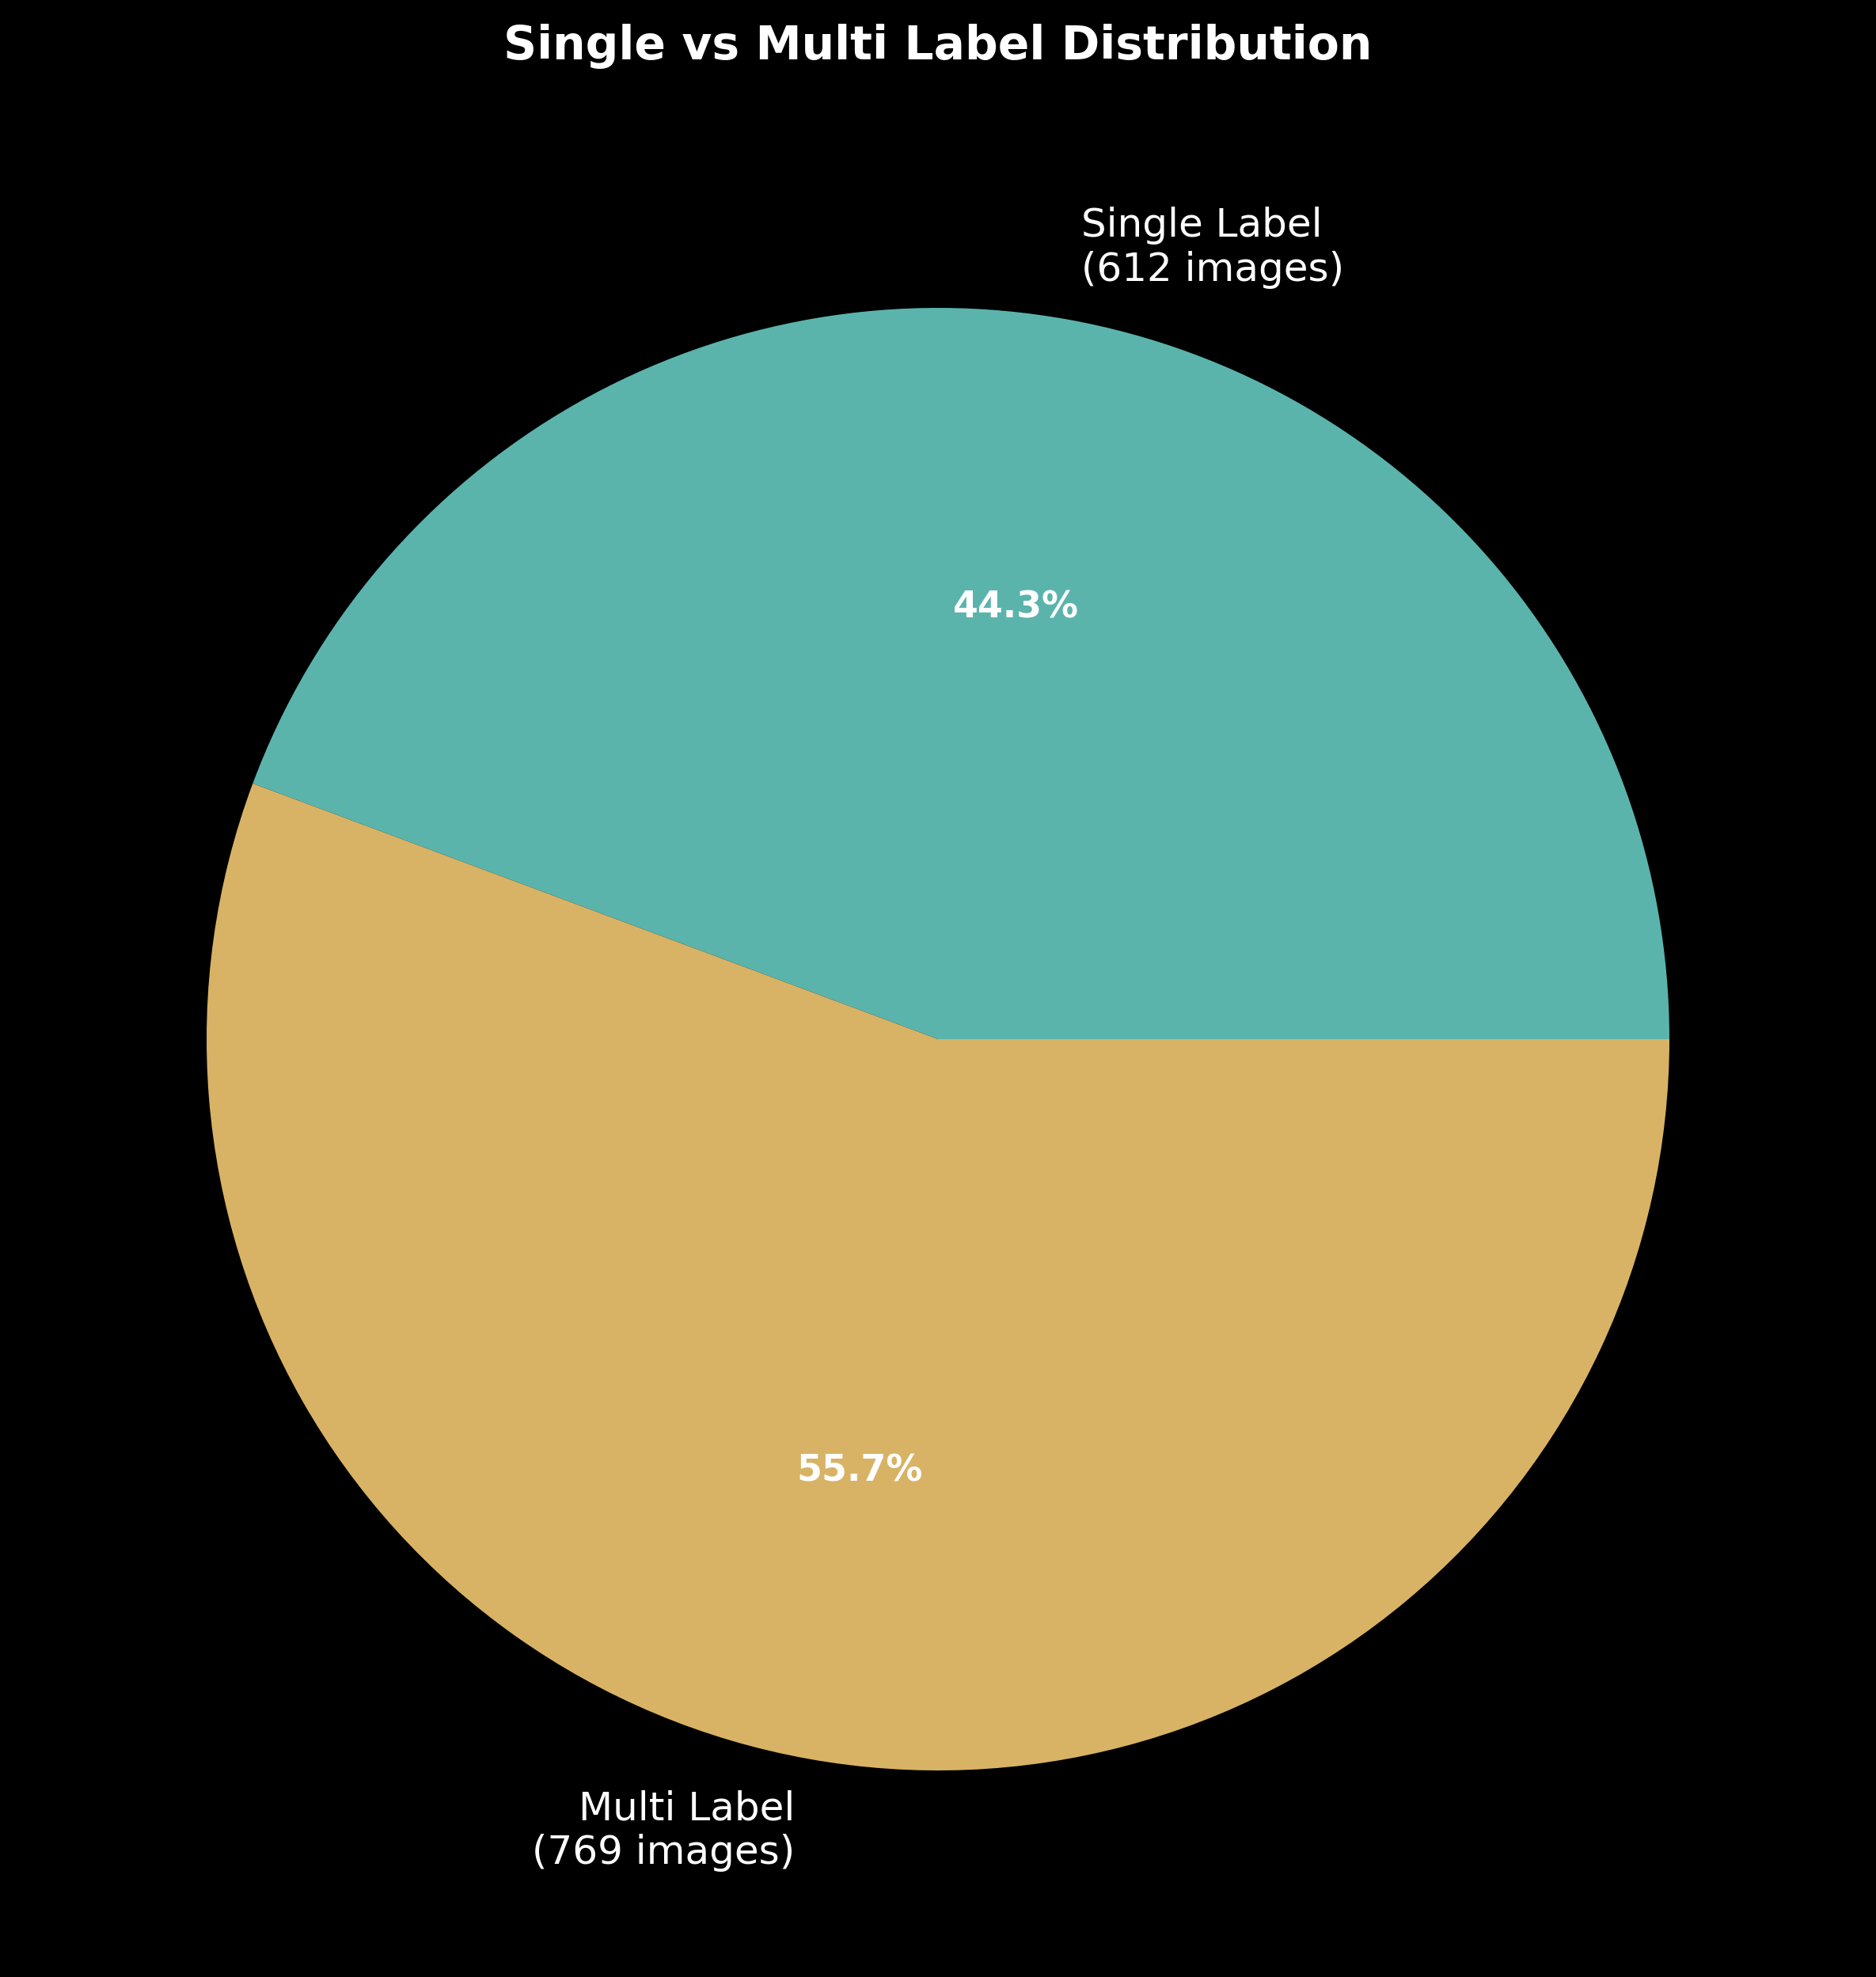 Single vs Multi Label Distribution
Single Label
(612 images)
44.3%
55.7%
Multi Label
(769 images)